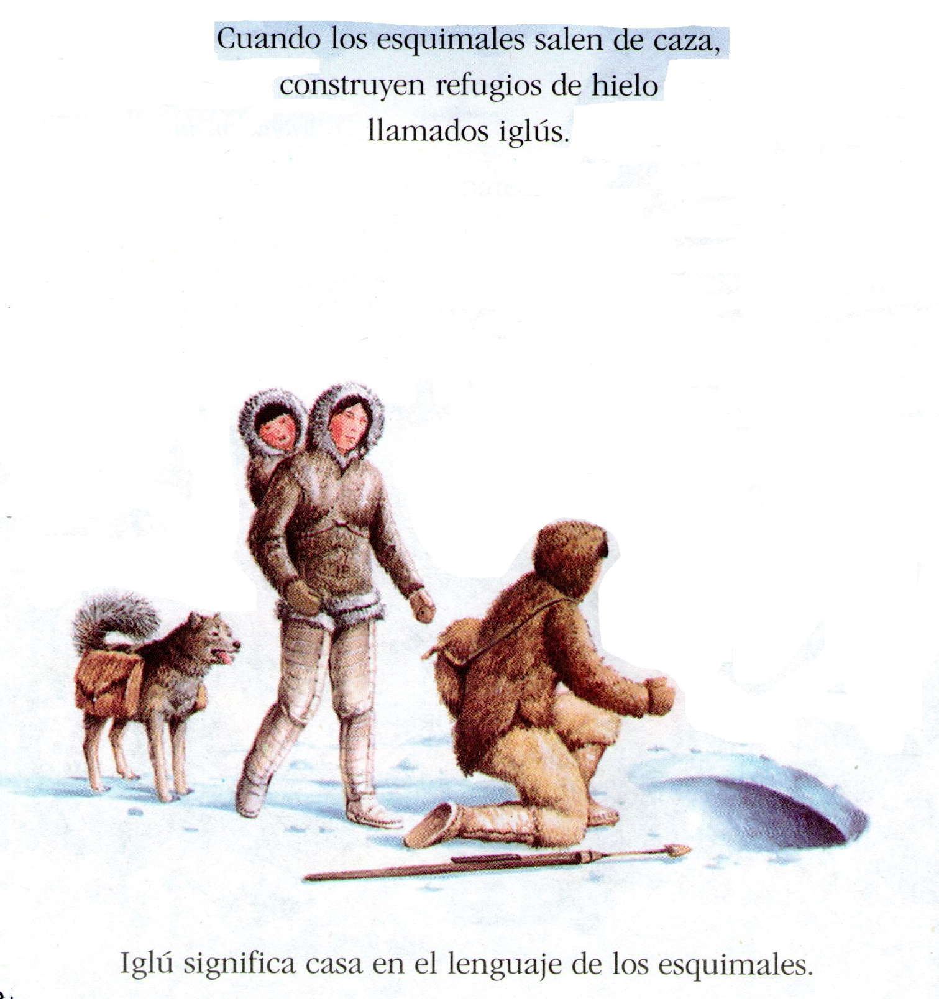 Cuando los esquimales salen de caza,
construyen refugios de hielo
llamados iglús.
Iglú significa casa en el lenguaje de los esquimales.